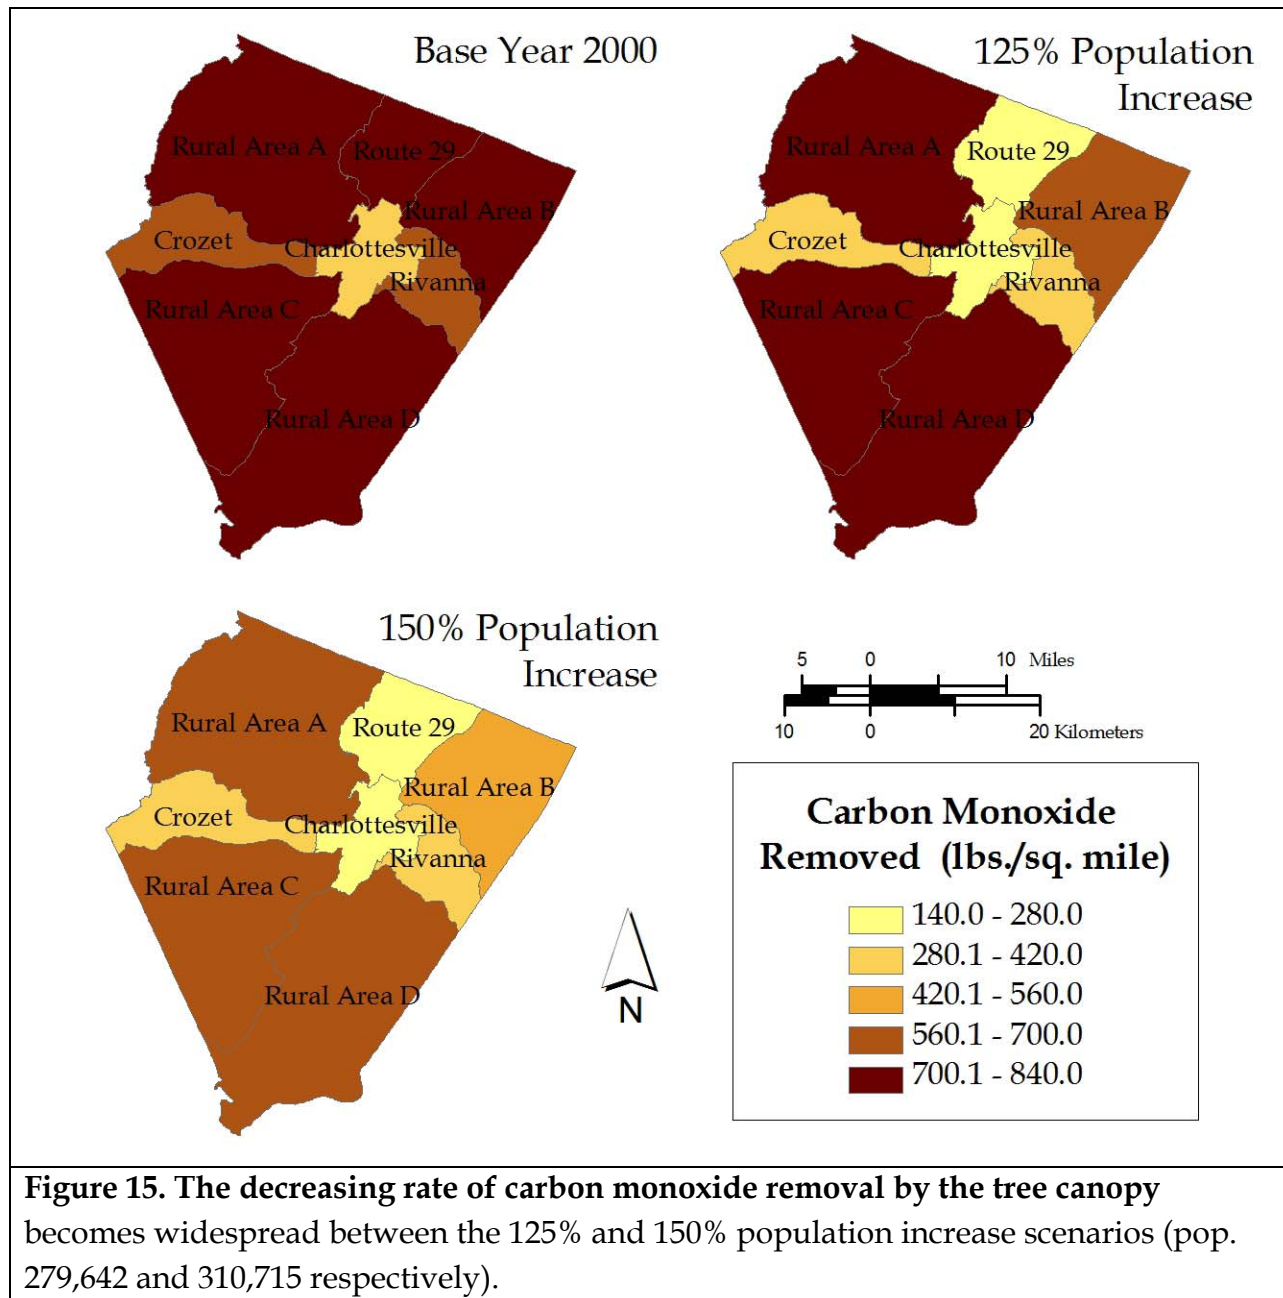 Base Year 2000
Rural Area A
Route 29
Rural Area B
Crozet
Charlottesville
Rivanna
Rural Area C
Rural Area D
125% Population
Increase
Rural Area A
Route 29
Rural Area B
Crozet
Charlottesville
Rivanna
Rural Area C
Rural Area D
150% Population
Increase
Rural Area A
Route 29
Rural Area B
Crozet
Charlottesville
Rivanna
Rural Area C
Rural Area D
5 0 10 Miles
10 0 20 Kilometers
N
Carbon Monoxide
Removed (lbs./sq. mile)
140.0 - 280.0
280.1 - 420.0
420.1 - 560.0
560.1 - 700.0
700.1 - 840.0
Figure 15. The decreasing rate of carbon monoxide removal by the tree canopy
becomes widespread between the 125% and 150% population increase scenarios (pop.
279,642 and 310,715 respectively).